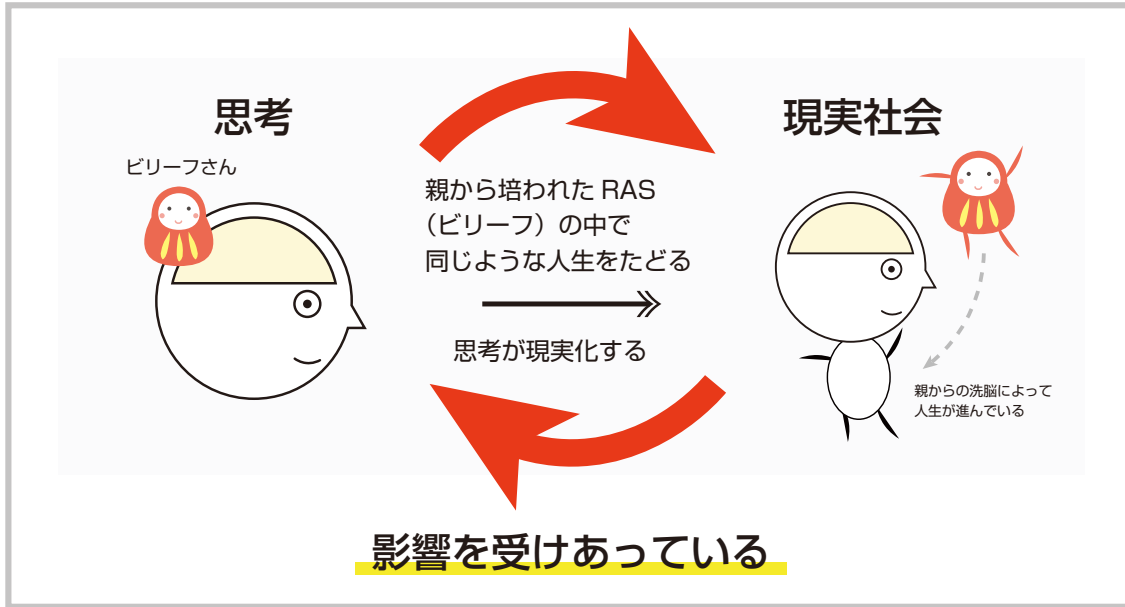 思考
ビリーフさん
親から培われた RAS
（ビリーフ）の中で
同じような人生をたどる
思考が現実化する
現実社会
親からの洗脳によって
人生が進んでいる
影響を受けあっている